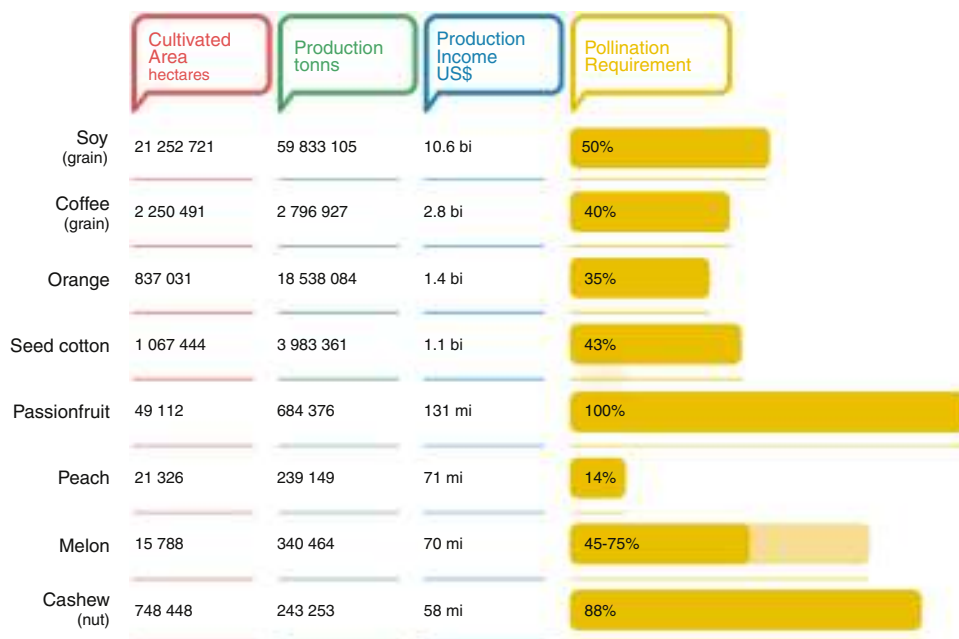 Cultivated
Area
hectares
Production
tonns
Production
Income
US$
Pollination
Requirement
Soy
(grain)
21 252 721
59 833 105
10.6 bi
50%
Coffee
(grain)
2 250 491
2 796 927
2.8 bi
40%
Orange
837 031
18 538 084
1.4 bi
35%
Seed cotton
1 067 444
3 983 361
1.1 bi
43%
Passionfruit
49 112
684 376
131 mi
100%
Peach
21 326
239 149
71 mi
14%
Melon
15 788
340 464
70 mi
45-75%
Cashew
(nut)
748 448
243 253
58 mi
88%